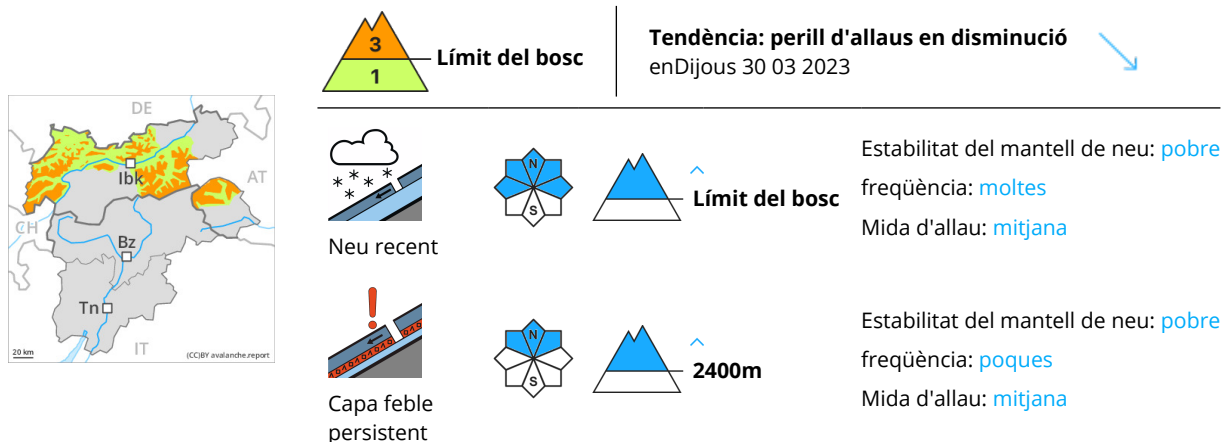 3
1
Límit del bosc
Tendència: perill d'allaus en disminució
enDijous 30 03 2023
DE
Ibk
AT
CH
Bz
Tn
IT
20 km
(CC)BY avalanche.report
Neu recent
N
S
Límit del bosc
Estabilitat del mantell de neu: pobre
freqüència: moltes
Mida d'allau: mitjana
Capa feble
persistent
N
S
2400m
Estabilitat del mantell de neu: pobre
freqüència: poques
Mida d'allau: mitjana